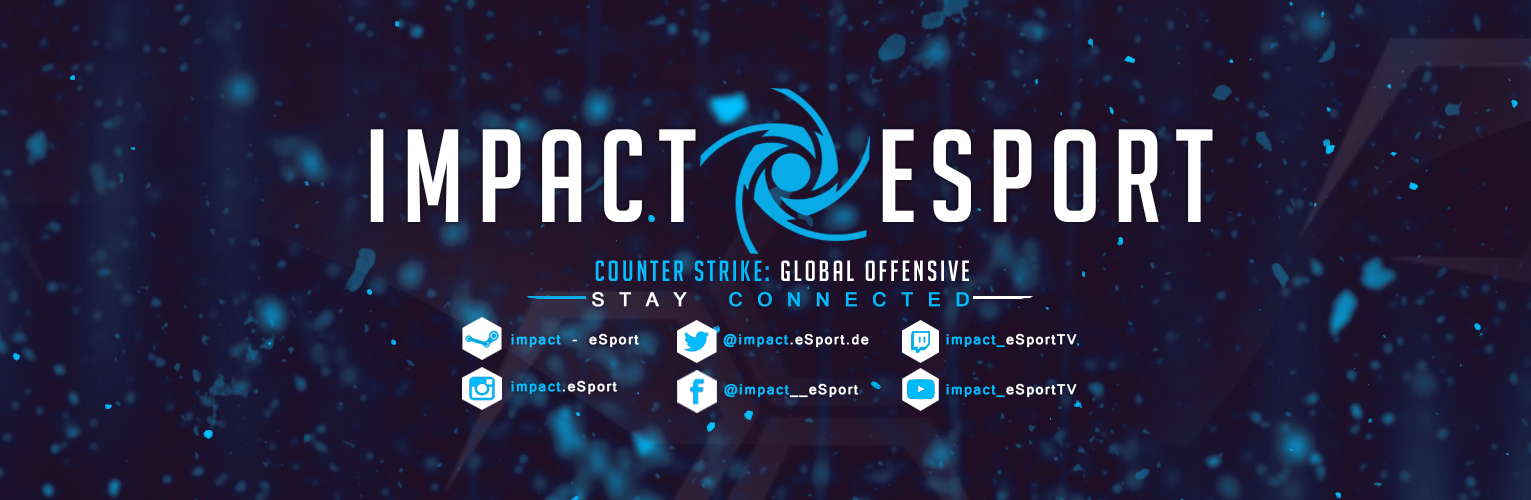 IMPACT ESPORT
COUNTER STRIKE: GLOBAL OFFENSIVE
STAY CONNECTED
impact - eSport @impact.eSport.de impact_eSportTV
impact.eSport @impact__eSport impact_eSportTV